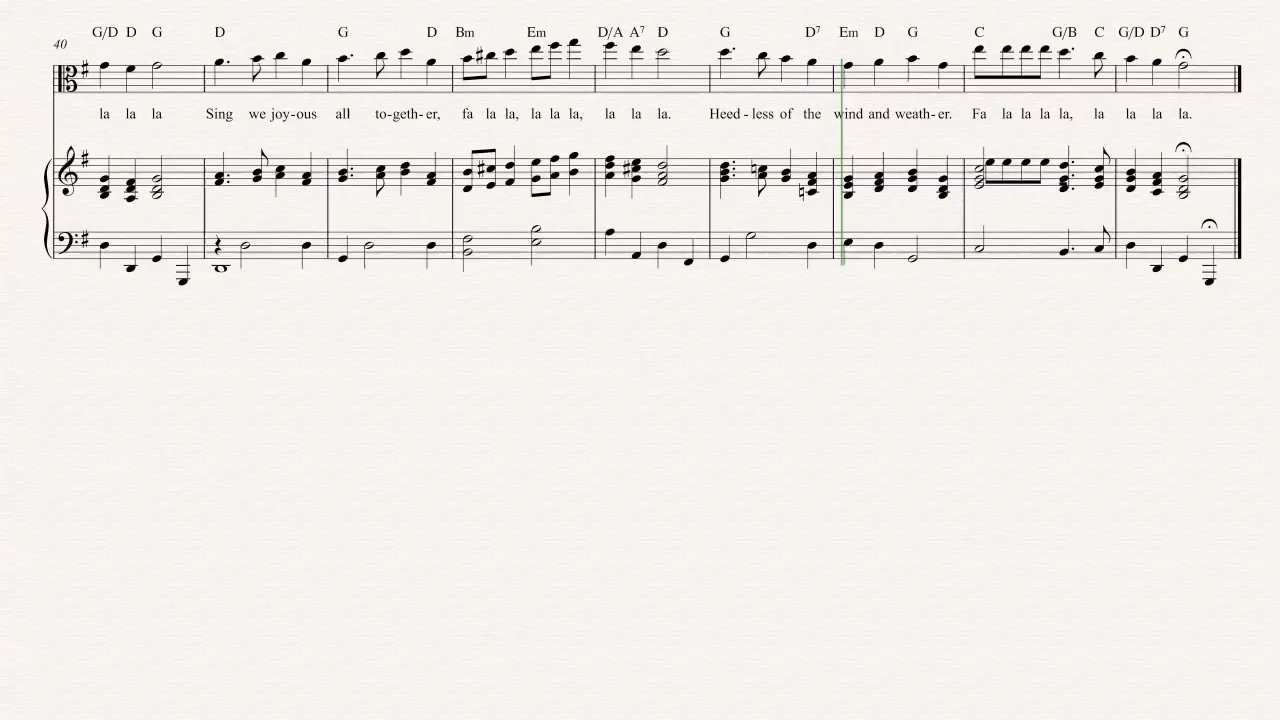 G/D D G D G D Bm Em D/A A7 D G D7 Em D G C G/B C G/D D7 G
40
la la la Sing we joy-ous all to-geth-er, fa la la, la la la, la la la. Heed-less of the wind and weath-er. Fa la la la la, la la la.